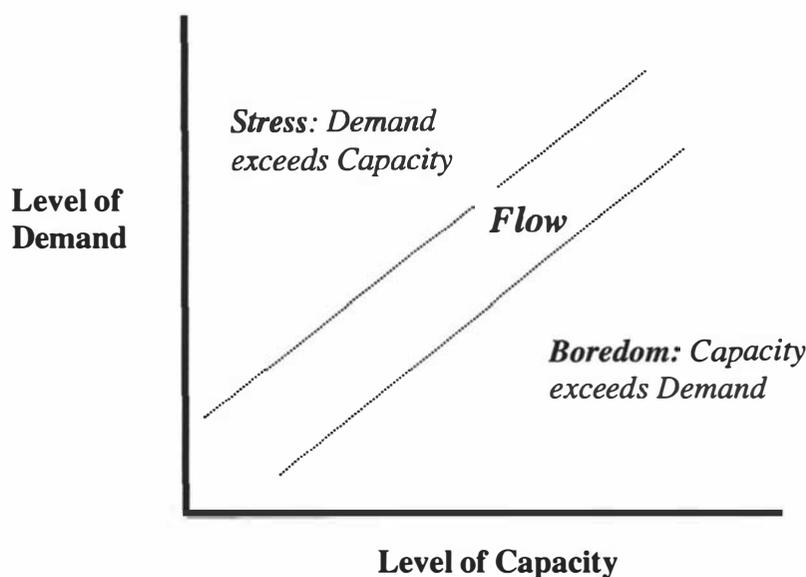 Stress: Demand
exceeds Capacity
Level of
Demand
Flow
Boredom: Capacity
exceeds Demand
Level of Capacity